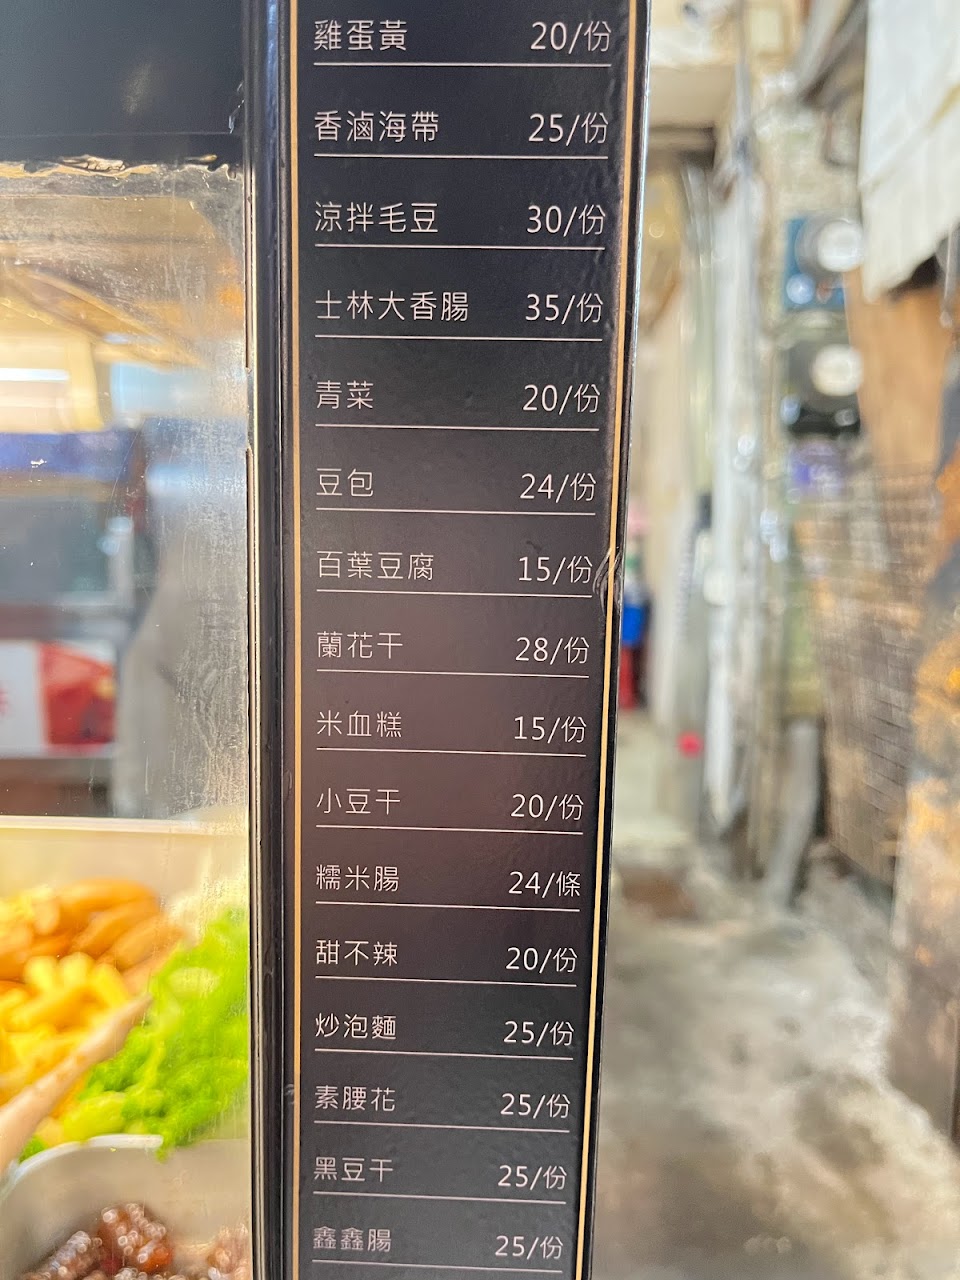 雞蛋黃 20/份
香滷海帶 25/份
涼拌毛豆 30/份
士林大香腸 35/份
青菜 20/份
豆包 24/份
百葉豆腐 15/份
蘭花干 28/份
米血糕 15/份
小豆干 20/份
糯米腸 24/條
甜不辣 20/份
炒泡麵 25/份
素腰花 25/份
黑豆干 25/份
鑫鑫腸 25/份